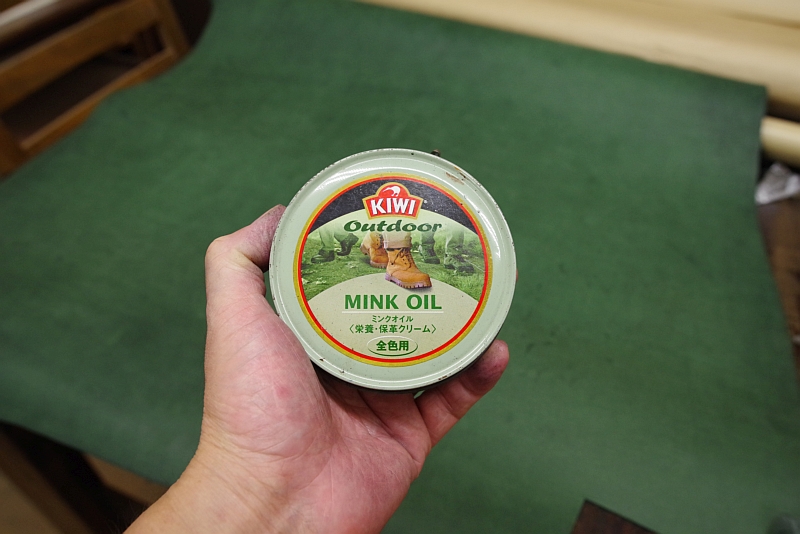 KIWI
Outdoor
MINK OIL
ミンクオイル
〈栄養・保革クリーム〉
全色用